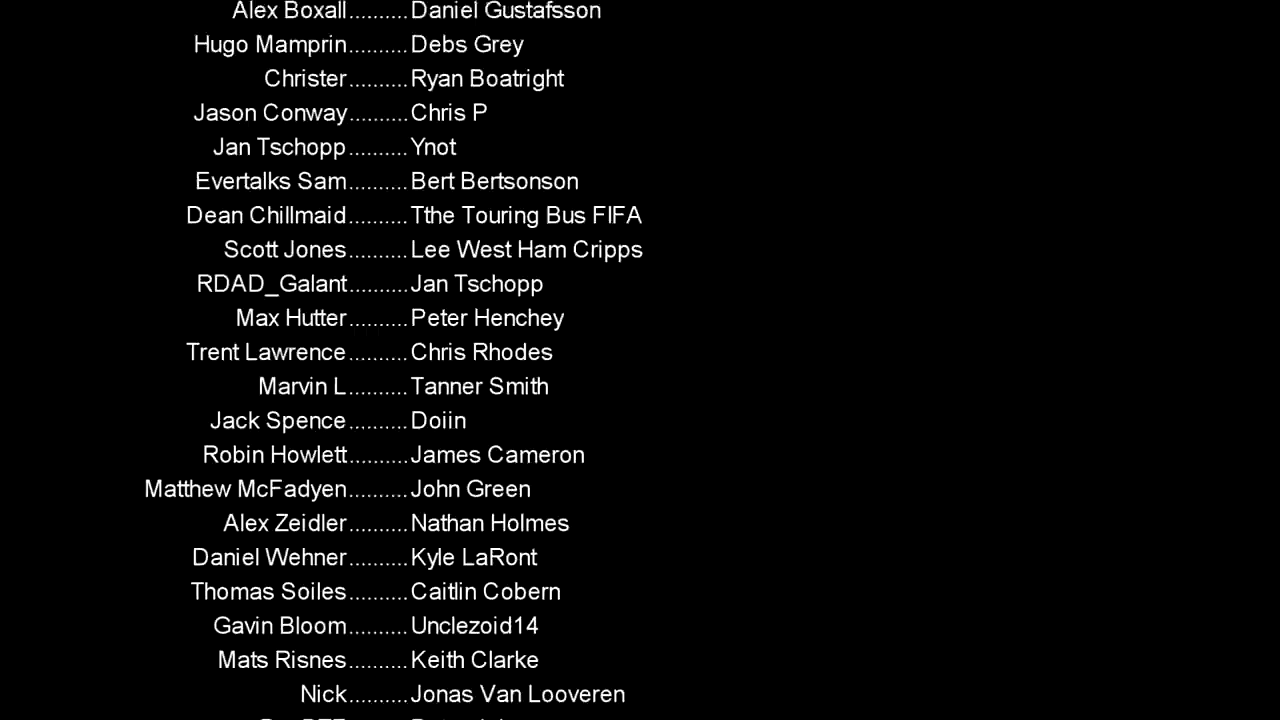 Alex Boxall..........Daniel Gustafsson
Hugo Mamprin..........Debs Grey
Christer..........Ryan Boatright
Jason Conway..........Chris P
Jan Tschopp..........Ynot
Evertalks Sam..........Bert Bertsonson
Dean Chillmaid..........Tthe Touring Bus FIFA
Scott Jones..........Lee West Ham Cripps
RDAD_Galant..........Jan Tschopp
Max Hutter..........Peter Henchey
Trent Lawrence..........Chris Rhodes
Marvin L..........Tanner Smith
Jack Spence..........Doiin
Robin Howlett..........James Cameron
Matthew McFadyen..........John Green
Alex Zeidler..........Nathan Holmes
Daniel Wehner..........Kyle LaRont
Thomas Soiles..........Caitlin Cobern
Gavin Bloom..........Unclezoid14
Mats Risnes..........Keith Clarke
Nick..........Jonas Van Looveren